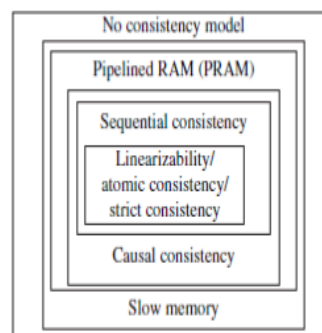 No consistency model
Pipelined RAM (PRAM)
Sequential consistency
Linearizability/
atomic consistency/
strict consistency
Causal consistency
Slow memory